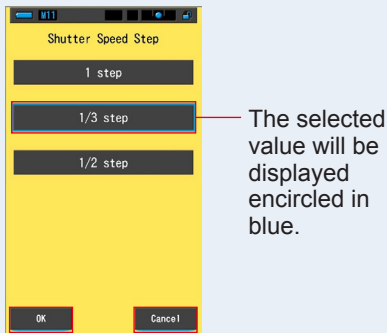 M11
Shutter Speed Step
1 step
1/3 step
1/2 step
OK Cancel
The selected
value will be
displayed
encircled in
blue.